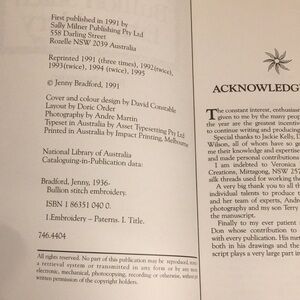 First published in 1991 by
Sally Milner Publishing Pty Ltd
558 Darling Street
Rozelle NSW 2039 Australia
Reprinted 1991 (three times), 1992(twice),
1993(twice), 1994 (twice), 1995
© Jenny Bradford, 1991
Cover and colour design by David Constable
Layout by Doric Order
Photography by Andre Martin
Typeset in Australia by Asset Typesetting Pty Ltd
Printed in Australia by Impact Printing, Melbourne
National Library of Australia
Cataloguing-in-Publication data:
Bradford, Jenny, 1936-
Bullion stitch embroidery.
ISBN 1 86351 040 0.
1.Embroidery – Paterns. I. Title.
746.4404
All rights reserved. No part of this publication may be reproduced,
a retrieval system or transmitted in any form or by any means
electronic, mechanical, photocopying, recording or otherwise, without
written permission of the copyright holders.
ACKNOWLEDG
The constant interest, enthusiasm
given to me by the many people
the year are the greatest incentive
to continue writing and producing
Special thanks to Jackie Kelly, D
Wilson, all of whom have so ge
me their knowledge and expertise
and made personal contributions
I am indebted to Veronica
Creations, Mittagong, NSW 257
silk threads used for working the
A very big thank you to all th
individual talents to produce t
and her team of experts, Andre
photography and my son Terry
the manuscript.
Finally to my ever patient
Don whose contribution to
with every publication. His mem
both in his drawings and the
script plays a very large part in